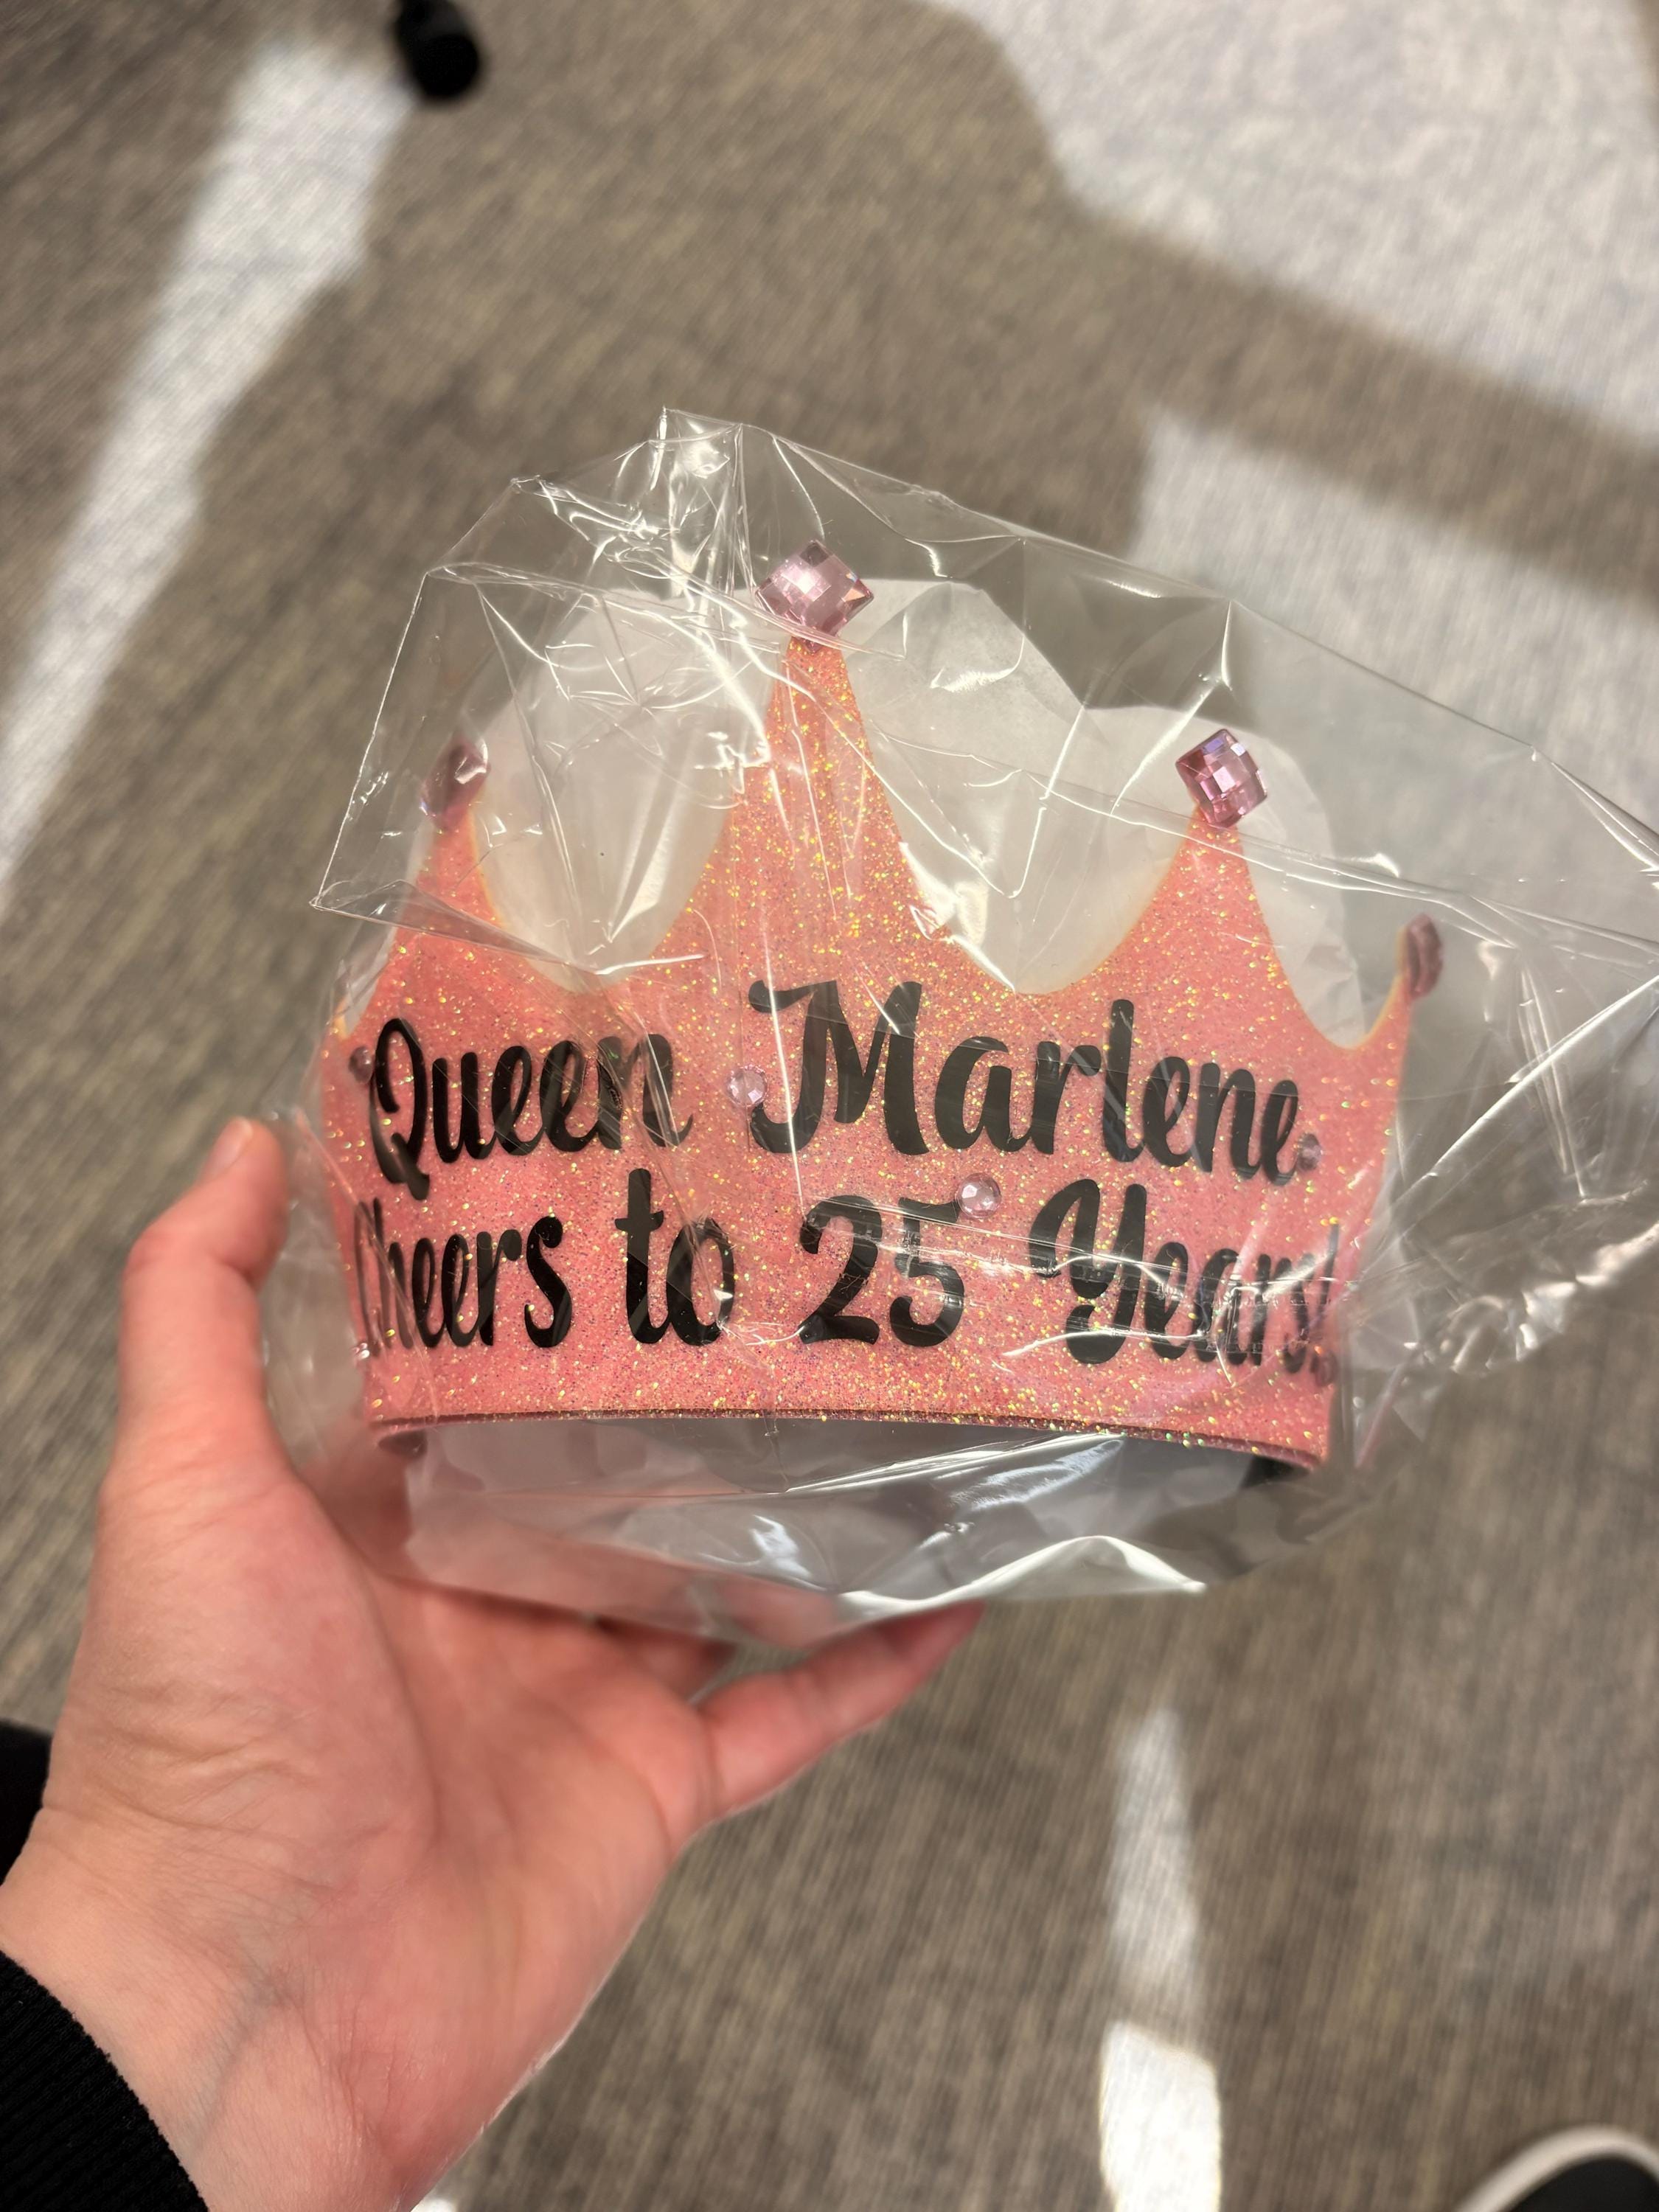 Queen Marlene
Cheers to 25 Years!